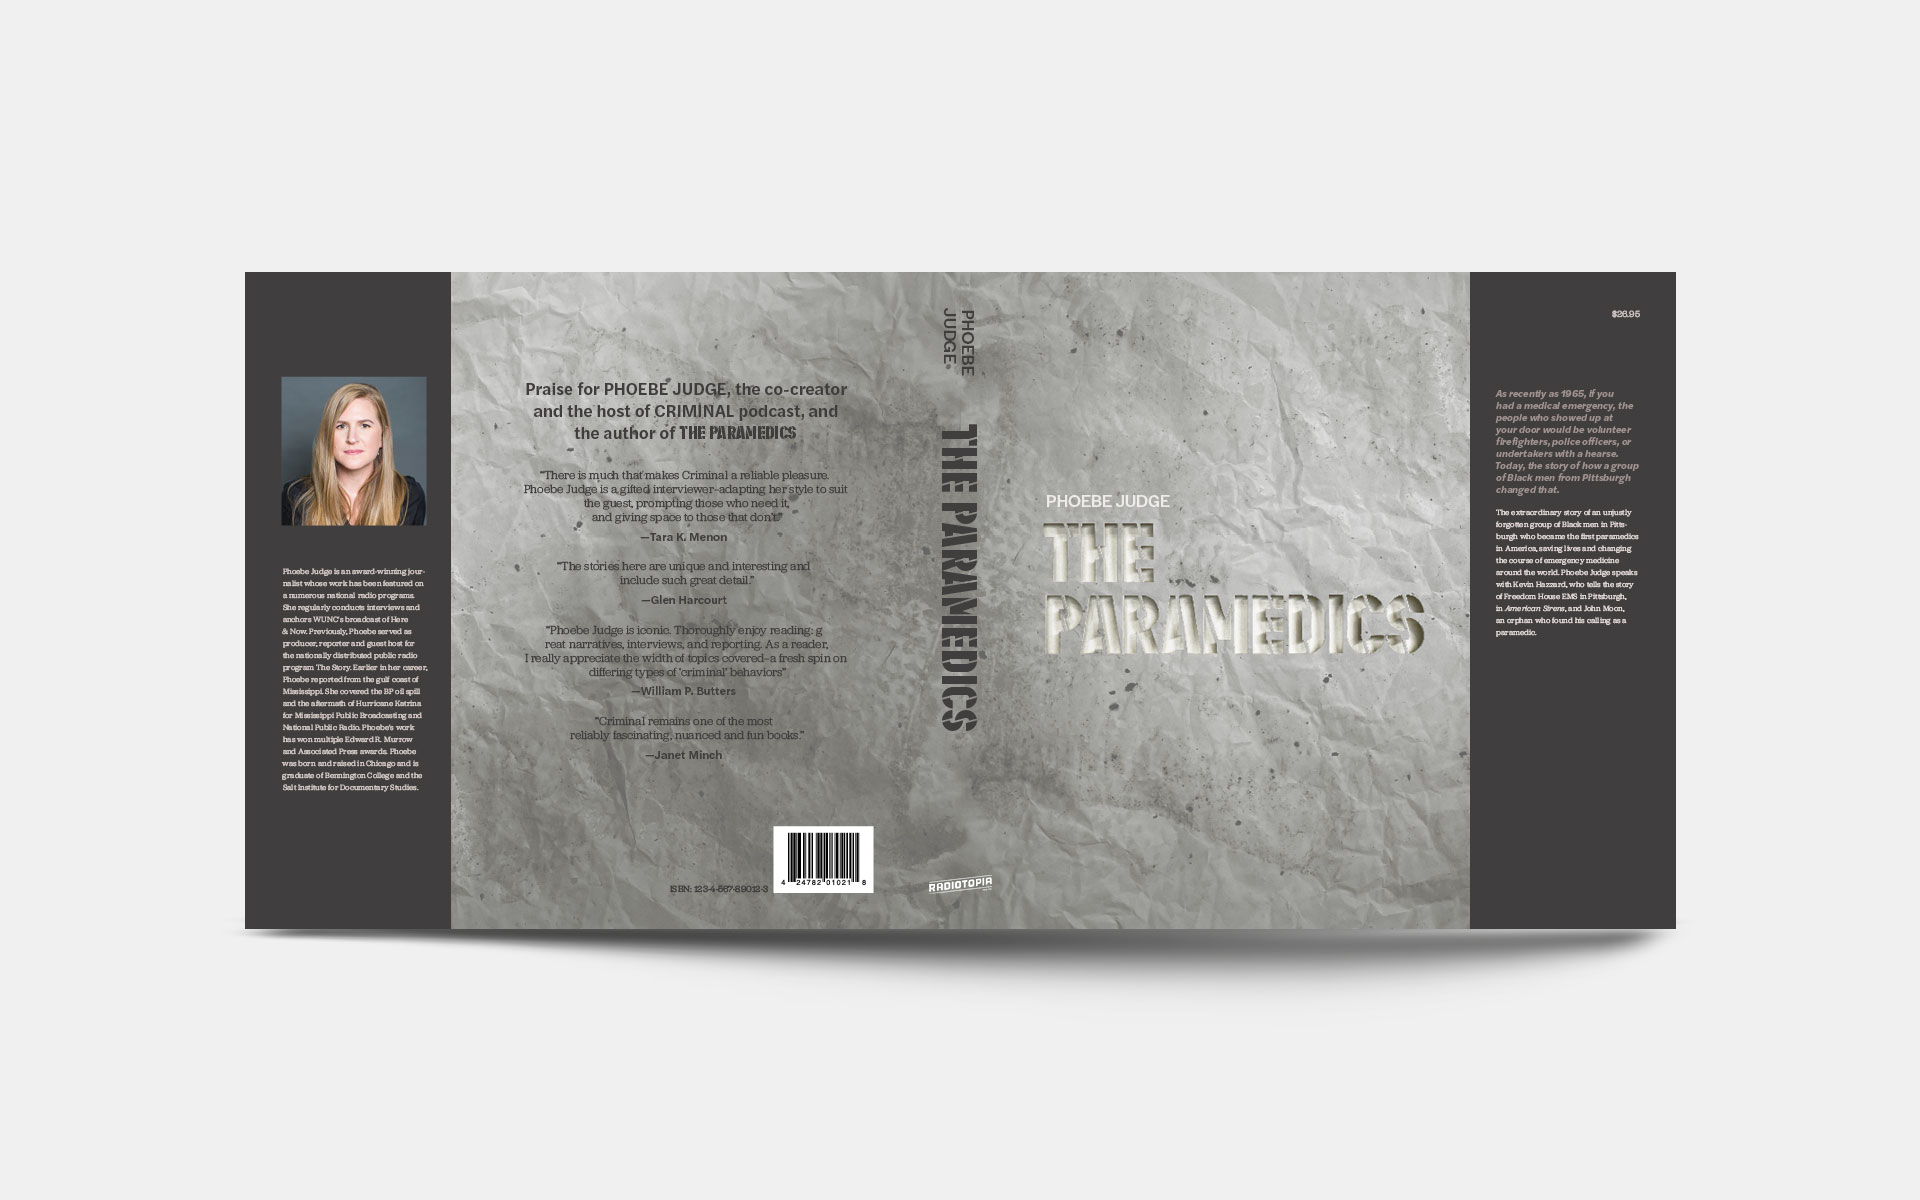 Phoebe Judge is an award-winning jour-
nalist whose work has been featured on
a numerous national radio programs.
She regularly conducts interviews and
anchors WUNC's broadcast of Here
& Now. Previously, Phoebe served as
producer, reporter and guest host for
the nationally distributed public radio
program The Story. Earlier in her career,
Phoebe reported from the gulf coast of
Mississippi. She covered the BP oil spill
and the aftermath of Hurricane Katrina
for Mississippi Public Broadcasting and
National Public Radio. Phoebe's work
has won multiple Edward R. Murrow
and Associated Press awards. Phoebe
was born and raised in Chicago and is
graduate of Bennington College and the
Salt Institute for Documentary Studies.
Praise for PHOEBE JUDGE, the co-creator
and the host of CRIMINAL podcast, and
the author of THE PARAMEDICS
"There is much that makes Criminal a reliable pleasure.
Phoebe Judge is a gifted interviewer–adapting her style to suit
the guest, prompting those who need it,
and giving space to those that don't."
—Tara K. Menon
"The stories here are unique and interesting and
include such great detail."
—Glen Harcourt
"Phoebe Judge is iconic. Thoroughly enjoy reading: g
reat narratives, interviews, and reporting. As a reader,
I really appreciate the width of topics covered–a fresh spin on
differing types of 'criminal' behaviors"
—William P. Butters
"Criminal remains one of the most
reliably fascinating, nuanced and fun books."
—Janet Minch
ISBN: 123-4-567-89012-3
4 24782 01021 8
PHOEBE
JUDGE
THE PARAMEDICS
RADIOTOPIA
PHOEBE JUDGE
THE
PARAMEDICS
$26.95
As recently as 1965, if you
had a medical emergency, the
people who showed up at
your door would be volunteer
firefighters, police officers, or
undertakers with a hearse.
Today, the story of how a group
of Black men from Pittsburgh
changed that.
The extraordinary story of an unjustly
forgotten group of Black men in Pitts-
burgh who became the first paramedics
in America, saving lives and changing
the course of emergency medicine
around the world. Phoebe Judge speaks
with Kevin Hazzard, who tells the story
of Freedom House EMS in Pittsburgh,
in American Sirens, and John Moon,
an orphan who found his calling as a
paramedic.